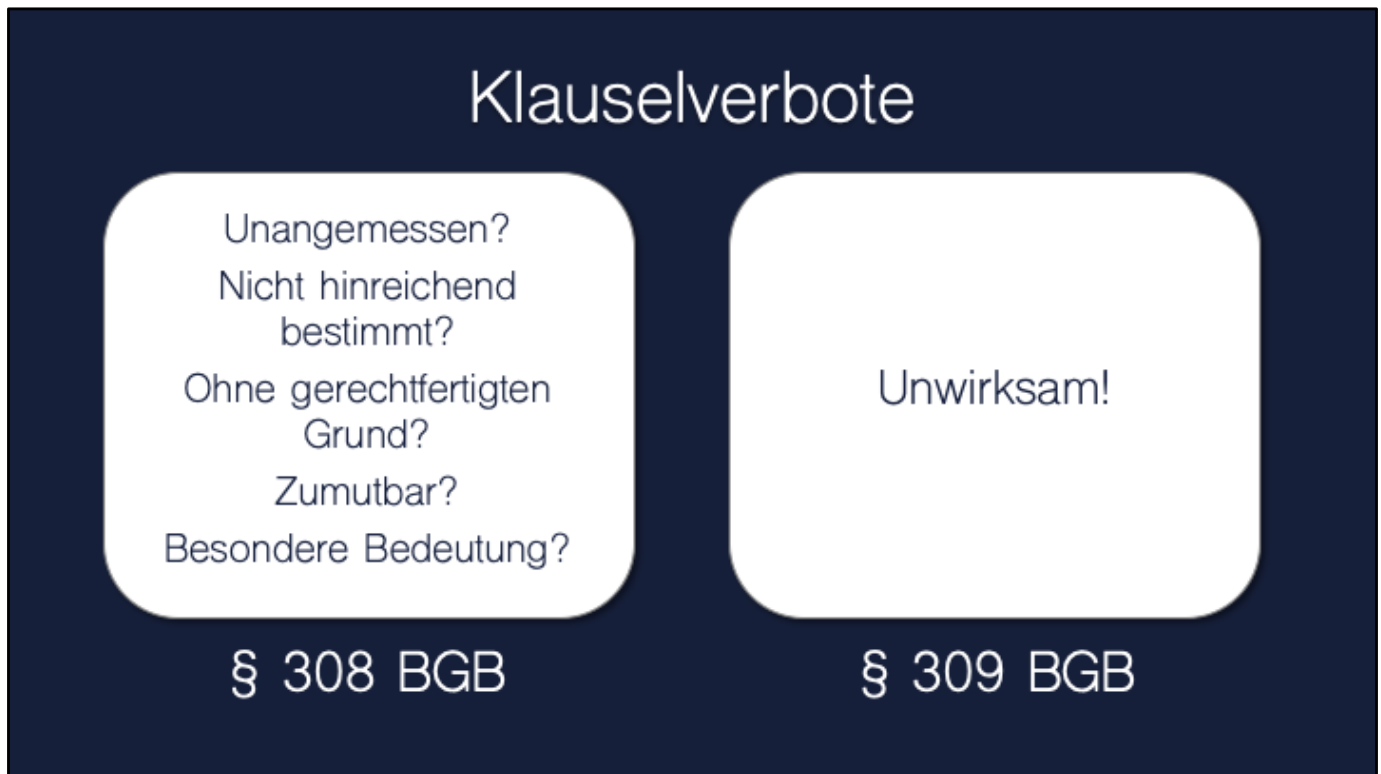 Klauselverbote
Unangemessen?
Nicht hinreichend
bestimmt?
Ohne gerechtfertigten
Grund?
Zumutbar?
Besondere Bedeutung?
§ 308 BGB
Unwirksam!
§ 309 BGB